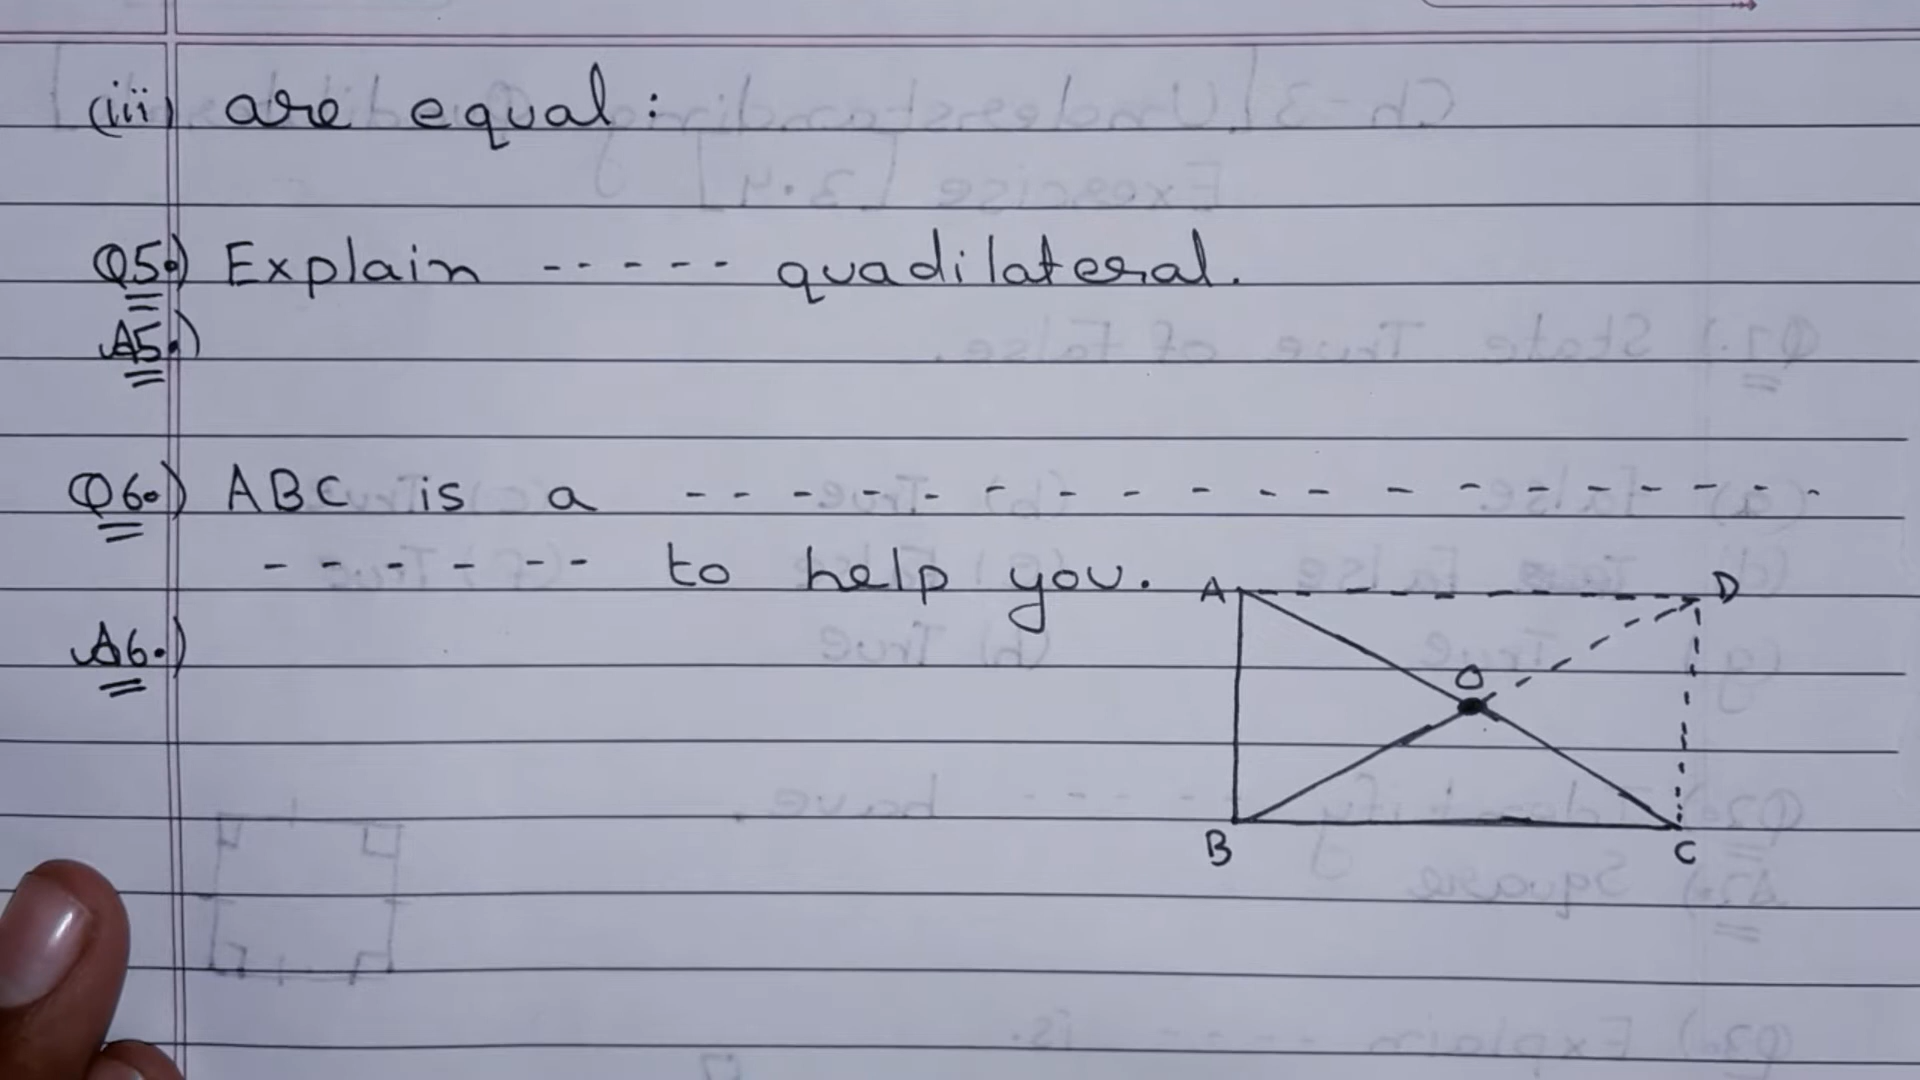 (iii) are equal :
Q5.) Explain ----- quadilateral.
A5.)
Q6.) ABC is a - - - - - - - - - - - - - - - - - -
- - - - - - to help you.
A D
A6.)
O
B C